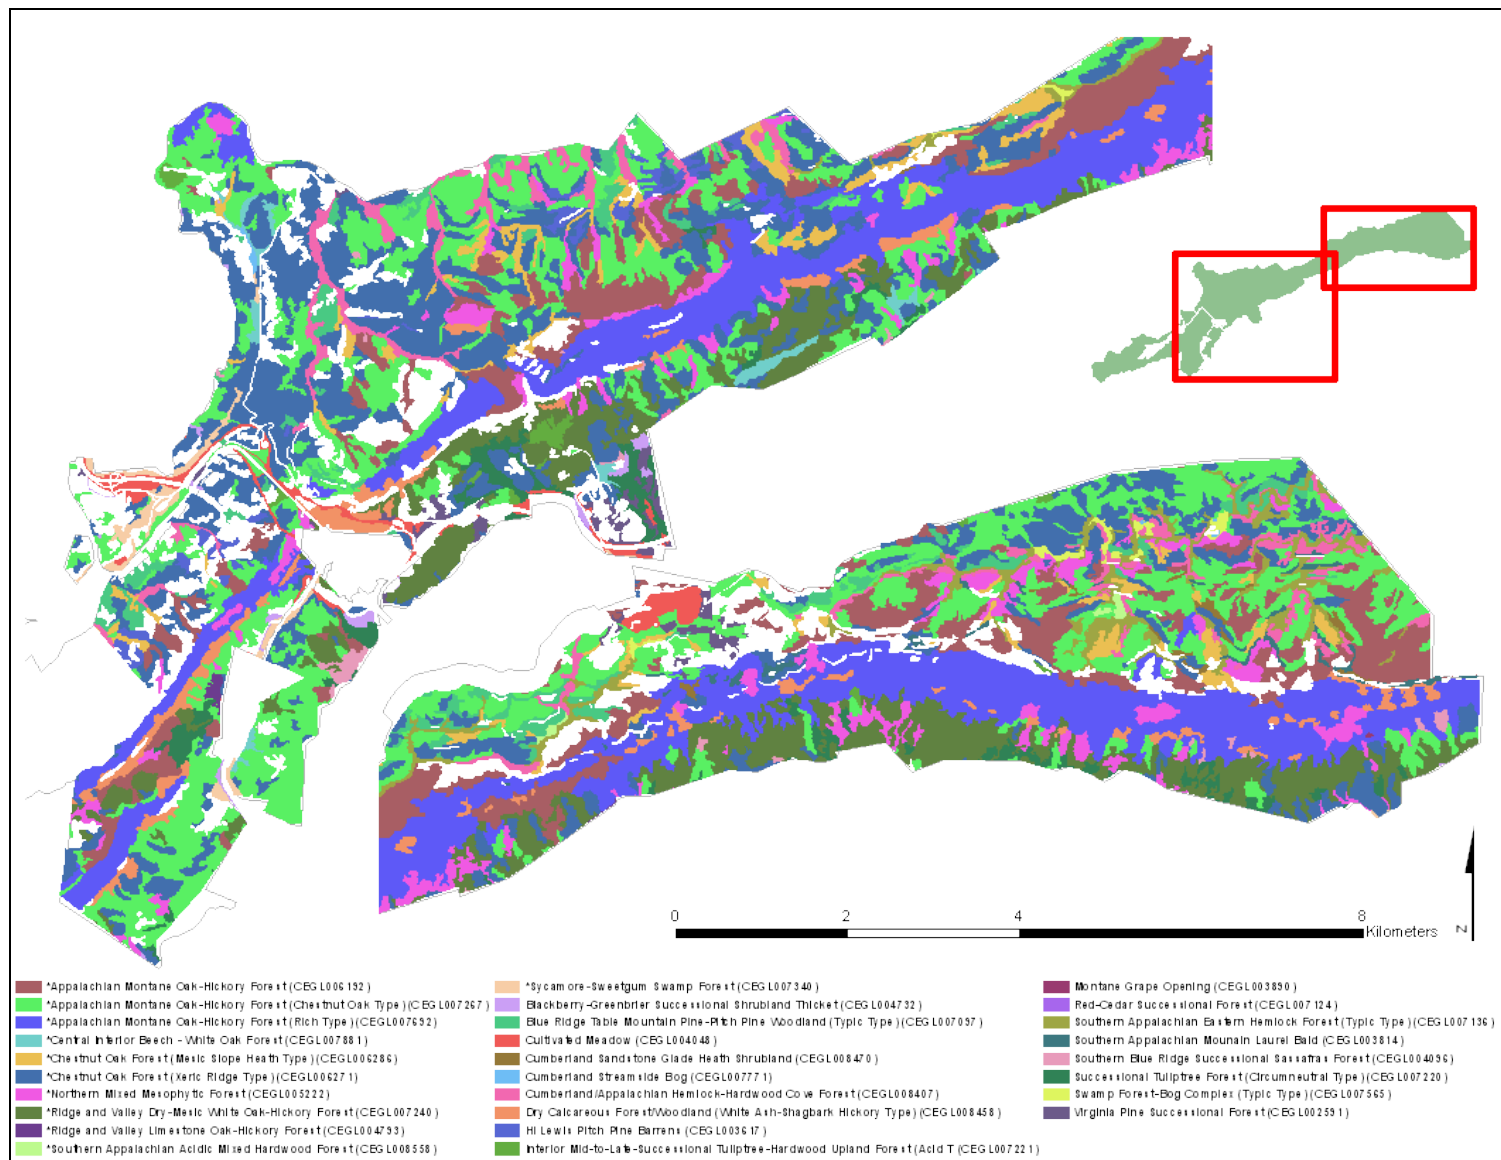 0
2
4
8
Kilometers
N
*Appalachian Montane Oak-Hickory Forest (CEGL006192)
*Appalachian Montane Oak-Hickory Forest (Chestnut Oak Type) (CEGL007267)
*Appalachian Montane Oak-Hickory Forest (Rich Type) (CEGL007692)
*Central Interior Beech - White Oak Forest (CEGL007881)
*Chestnut Oak Forest (Mesic Slope Heath Type) (CEGL006286)
*Chestnut Oak Forest (Xeric Ridge Type) (CEGL006271)
*Northern Mixed Mesophytic Forest (CEGL005222)
*Ridge and Valley Dry-Mesic White Oak-Hickory Forest (CEGL007240)
*Ridge and Valley Limestone Oak-Hickory Forest (CEGL004793)
*Southern Appalachian Acidic Mixed Hardwood Forest (CEGL008558)
*Sycamore-Sweetgum Swamp Forest (CEGL007340)
Blackberry-Greenbrier Successional Shrubland Thicket (CEGL004732)
Blue Ridge Table Mountain Pine-Pitch Pine Woodland (Typic Type) (CEGL007097)
Cultivated Meadow (CEGL004048)
Cumberland Sandstone Glade Heath Shrubland (CEGL008470)
Cumberland Streamside Bog (CEGL007771)
Cumberland/Appalachian Hemlock-Hardwood Cove Forest (CEGL008407)
Dry Calcareous Forest/Woodland (White Ash-Shagbark Hickory Type) (CEGL008458)
Hi Lewis Pitch Pine Barrens (CEGL003617)
Interior Mid-to-Late-Successional Tuliptree-Hardwood Upland Forest (Acid T (CEGL007221)
Montane Grape Opening (CEGL003890)
Red-Cedar Successional Forest (CEGL007124)
Southern Appalachian Eastern Hemlock Forest (Typic Type) (CEGL007136)
Southern Appalachian Mounain Laurel Bald (CEGL003814)
Southern Blue Ridge Successional Sassafras Forest (CEGL004096)
Successional Tuliptree Forest (Circumneutral Type) (CEGL007220)
Swamp Forest-Bog Complex (Typic Type) (CEGL007565)
Virginia Pine Successional Forest (CEGL002591)